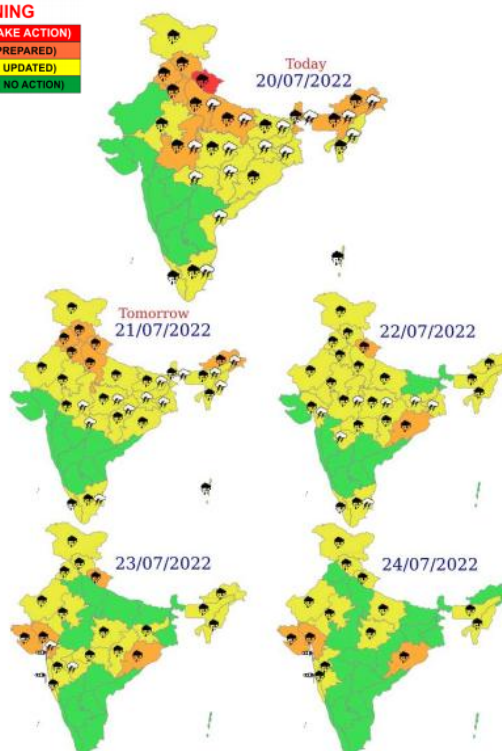 NING
AKE ACTION)
PREPARED)
UPDATED)
NO ACTION)
Today
20/07/2022
Tomorrow
21/07/2022
22/07/2022
23/07/2022
24/07/2022